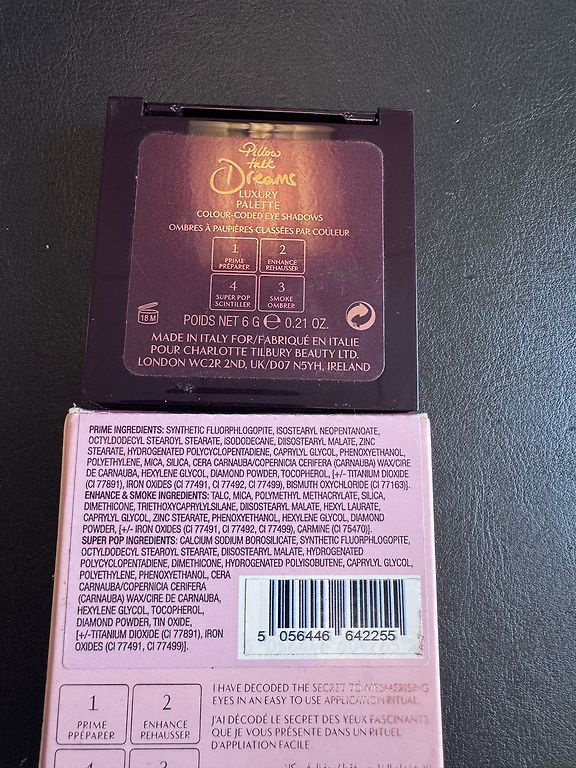 Pillow
talk
Dreams
LUXURY
PALETTE
COLOUR-CODED EYE SHADOWS
OMBRES À PAUPIÈRES CLASSÉES PAR COULEUR
1 2
PRIME ENHANCE
PRÉPARER REHAUSSER
4 3
SUPER POP SMOKE
SCINTILLER OMBRER
18 M
POIDS NET 6 G e 0.21 OZ.
MADE IN ITALY FOR/FABRIQUÉ EN ITALIE
POUR CHARLOTTE TILBURY BEAUTY LTD.
LONDON WC2R 2ND, UK/D07 N5YH, IRELAND
PRIME INGREDIENTS: SYNTHETIC FLUORPHLOGOPITE, ISOSTEARYL NEOPENTANOATE,
OCTYLDODECYL STEAROYL STEARATE, ISODODECANE, DIISOSTEARYL MALATE, ZINC
STEARATE, HYDROGENATED POLYCYCLOPENTADIENE, CAPRYLYL GLYCOL, PHENOXYETHANOL,
POLYETHYLENE, MICA, SILICA, CERA CARNAUBA/COPERNICIA CERIFERA (CARNAUBA) WAX/CIRE
DE CARNAUBA, HEXYLENE GLYCOL, DIAMOND POWDER, TOCOPHEROL, [+/- TITANIUM DIOXIDE
(CI 77891), IRON OXIDES (CI 77491, CI 77492, CI 77499), BISMUTH OXYCHLORIDE (CI 77163)].
ENHANCE & SMOKE INGREDIENTS: TALC, MICA, POLYMETHYL METHACRYLATE, SILICA,
DIMETHICONE, TRIETHOXYCAPRYLYLSILANE, DIISOSTEARYL MALATE, HEXYL LAURATE,
CAPRYLYL GLYCOL, ZINC STEARATE, PHENOXYETHANOL, HEXYLENE GLYCOL, DIAMOND
POWDER, [+/- IRON OXIDES (CI 77491, CI 77492, CI 77499), CARMINE (CI 75470)].
SUPER POP INGREDIENTS: CALCIUM SODIUM BOROSILICATE, SYNTHETIC FLUORPHLOGOPITE,
OCTYLDODECYL STEAROYL STEARATE, DIISOSTEARYL MALATE, HYDROGENATED
POLYCYCLOPENTADIENE, DIMETHICONE, HYDROGENATED POLYISOBUTENE, CAPRYLYL GLYCOL,
POLYETHYLENE, PHENOXYETHANOL, CERA
CARNAUBA/COPERNICIA CERIFERA
(CARNAUBA) WAX/CIRE DE CARNAUBA,
HEXYLENE GLYCOL, TOCOPHEROL,
DIAMOND POWDER, TIN OXIDE,
[+/-TITANIUM DIOXIDE (CI 77891), IRON
OXIDES (CI 77491, CI 77499)].
5 056446 642255
1 2
PRIME ENHANCE
PRÉPARER REHAUSSER
I HAVE DECODED THE SECRET TO MESMERISING
EYES IN AN EASY TO USE APPLICATION RITUAL.
J'AI DÉCODÉ LE SECRET DES YEUX FASCINANTS
QUE JE VOUS PRÉSENTE DANS UN RITUEL
D'APPLIATION FACILE.